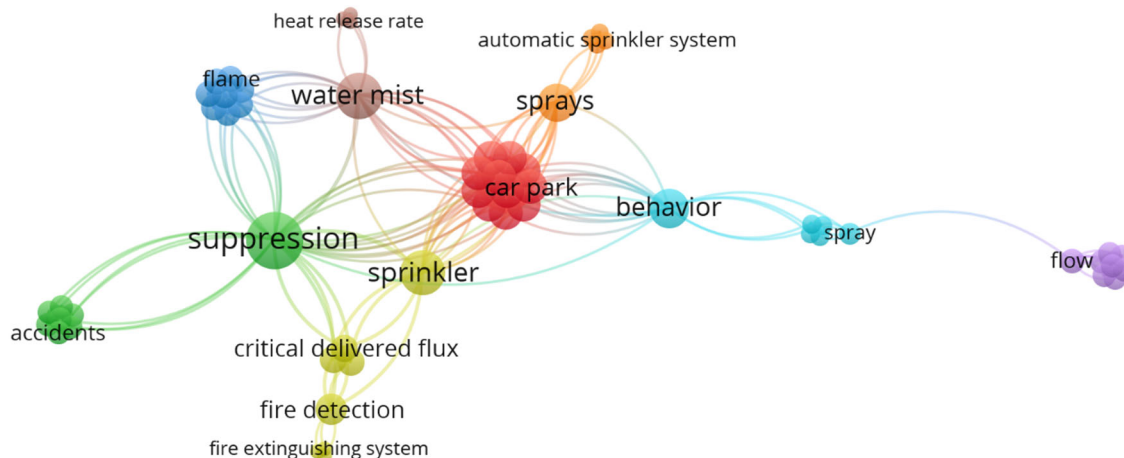 heat release rate
automatic sprinkler system
flame
water mist
sprays
car park
behavior
suppression
spray
sprinkler
flow
accidents
critical delivered flux
fire detection
fire extinguishing system